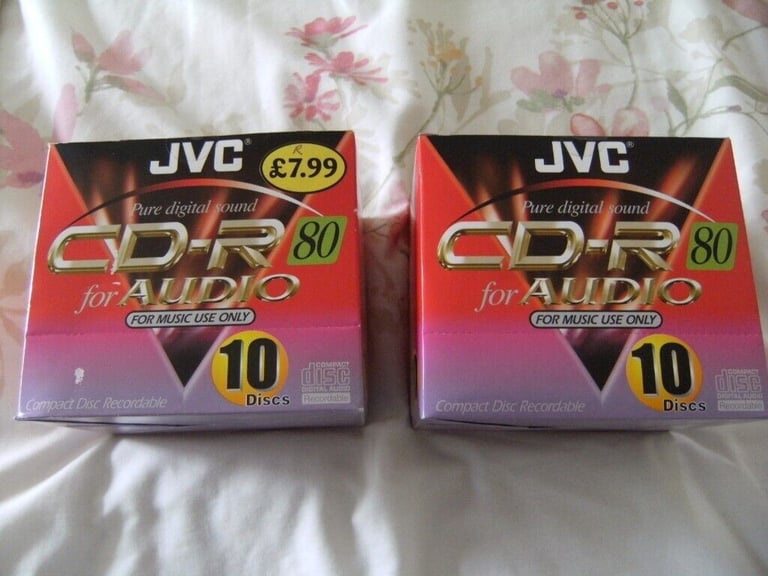 JVC®
R
£7.99
Pure digital sound
CD-R 80
for AUDIO
FOR MUSIC USE ONLY
10
Discs
COMPACT
disc
DIGITAL AUDIO
Recordable
Compact Disc Recordable
JVC®
Pure digital sound
CD-R 80
for AUDIO
FOR MUSIC USE ONLY
10
Discs
COMPACT
disc
DIGITAL AUDIO
Recordable
Compact Disc Recordable